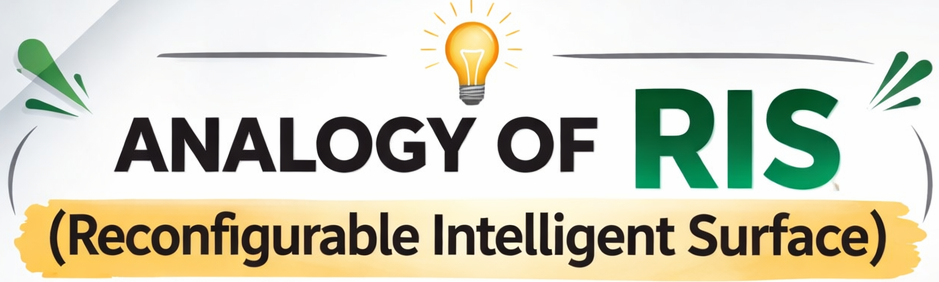 ANALOGY OF RIS
(Reconfigurable Intelligent Surface)